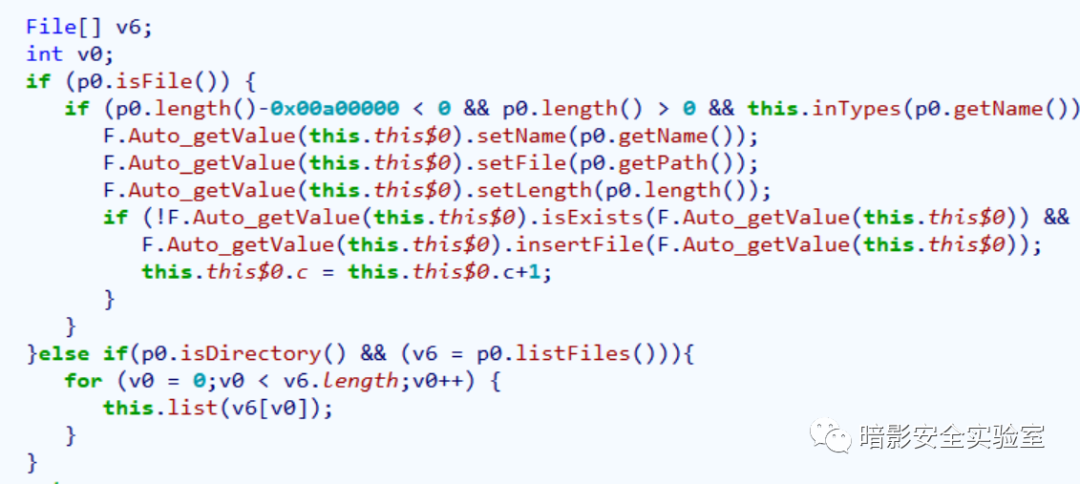 File[] v6;
int v0;
if (p0.isFile()) {
if (p0.length()-0x00a00000 < 0 && p0.length() > 0 && this.inTypes(p0.getName())
F.Auto_getValue(this.this$0).setName(p0.getName());
F.Auto_getValue(this.this$0).setFile(p0.getPath());
F.Auto_getValue(this.this$0).setLength(p0.length());
if (!F.Auto_getValue(this.this$0).isExists(F.Auto_getValue(this.this$0)) &&
F.Auto_getValue(this.this$0).insertFile(F.Auto_getValue(this.this$0));
this.this$0.c = this.this$0.c+1;
}
}
}else if(p0.isDirectory() && (v6 = p0.listFiles())){
for (v0 = 0;v0 < v6.length;v0++) {
this.list(v6[v0]);
}
}
暗影安全实验室